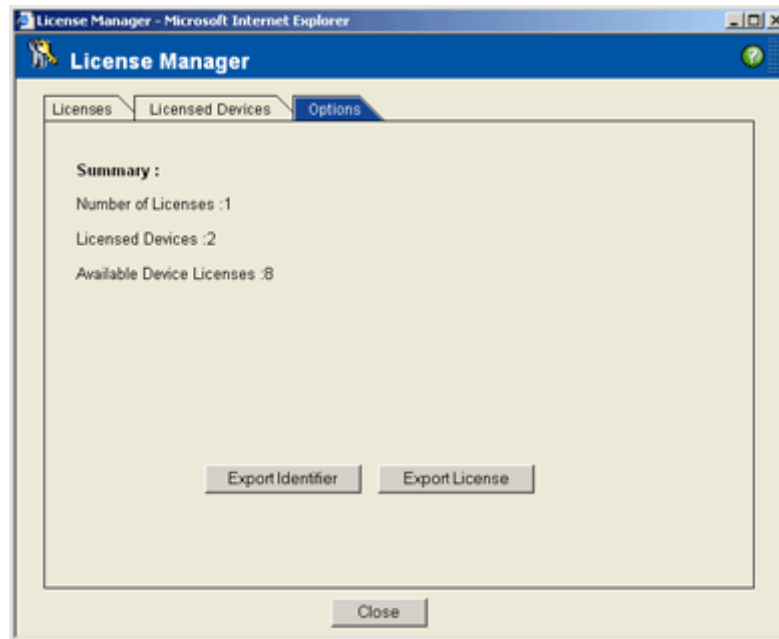 License Manager - Microsoft Internet Explorer
License Manager
Licenses Licensed Devices Options
Summary :
Number of Licenses :1
Licensed Devices :2
Available Device Licenses :8
Export Identifier Export License
Close